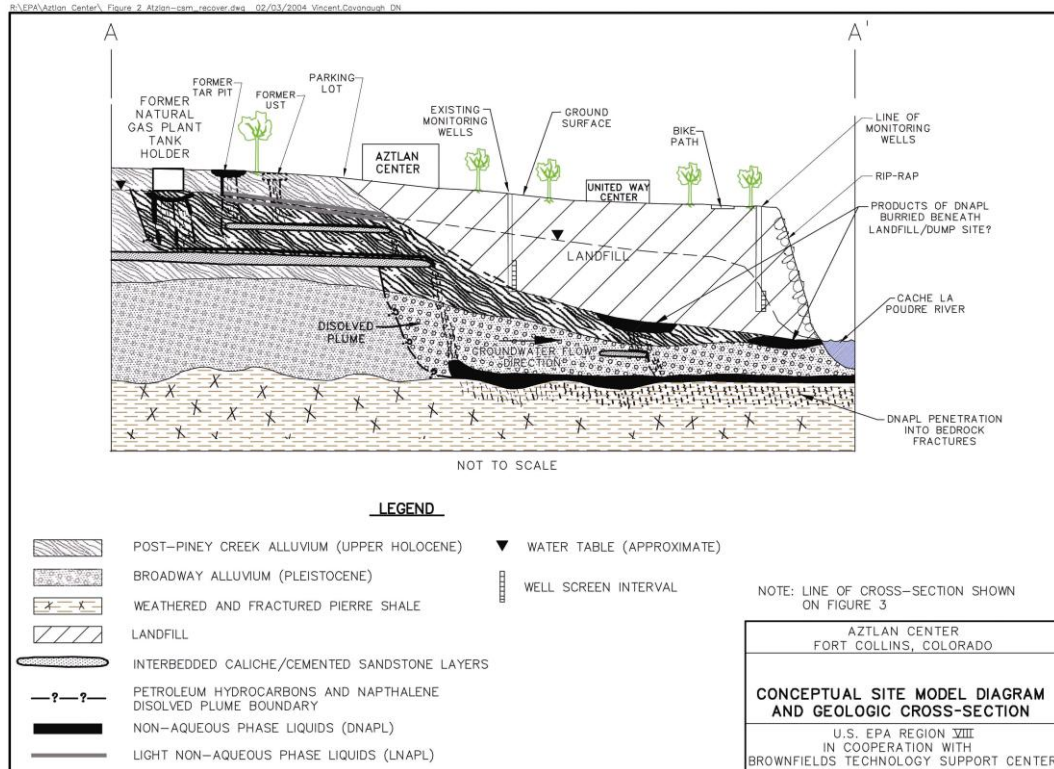 R:\EPA\Aztlan Center\ Figure 2 Atzlan-csm_recover.dwg 02/03/2004 Vincent.Cavanaugh DN
A
A'
FORMER
NATURAL
GAS PLANT
TANK
HOLDER
FORMER
TAR PIT
FORMER
UST
PARKING
LOT
AZTLAN
CENTER
EXISTING
MONITORING
WELLS
GROUND
SURFACE
UNITED WAY
CENTER
BIKE
PATH
LINE OF
MONITORING
WELLS
RIP-RAP
PRODUCTS OF DNAPL
BURRIED BENEATH
LANDFILL/DUMP SITE?
LANDFILL
CACHE LA
POUDRE RIVER
DISOLVED
PLUME
GROUNDWATER FLOW
DIRECTION
DNAPL PENETRATION
INTO BEDROCK
FRACTURES
NOT TO SCALE
LEGEND
POST-PINEY CREEK ALLUVIUM (UPPER HOLOCENE)
BROADWAY ALLUVIUM (PLEISTOCENE)
WEATHERED AND FRACTURED PIERRE SHALE
LANDFILL
INTERBEDDED CALICHE/CEMENTED SANDSTONE LAYERS
—?—?—
PETROLEUM HYDROCARBONS AND NAPTHALENE
DISOLVED PLUME BOUNDARY
NON-AQUEOUS PHASE LIQUIDS (DNAPL)
LIGHT NON-AQUEOUS PHASE LIQUIDS (LNAPL)
WATER TABLE (APPROXIMATE)
WELL SCREEN INTERVAL
NOTE: LINE OF CROSS-SECTION SHOWN
ON FIGURE 3
AZTLAN CENTER
FORT COLLINS, COLORADO
CONCEPTUAL SITE MODEL DIAGRAM
AND GEOLOGIC CROSS-SECTION
U.S. EPA REGION VIII
IN COOPERATION WITH
BROWNFIELDS TECHNOLOGY SUPPORT CENTER